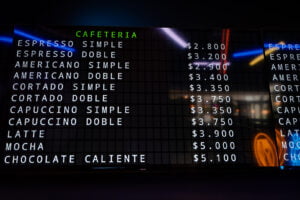 CAFETERIA
ESPRESSO SIMPLE $2.800
ESPRESSO DOBLE $3.200
AMERICANO SIMPLE $2.900
AMERICANO DOBLE $3.400
CORTADO SIMPLE $3.350
CORTADO DOBLE $3.750
CAPUCCINO SIMPLE $3.350
CAPUCCINO DOBLE $3.750
LATTE $3.900
MOCHA $5.000
CHOCOLATE CALIENTE $5.100